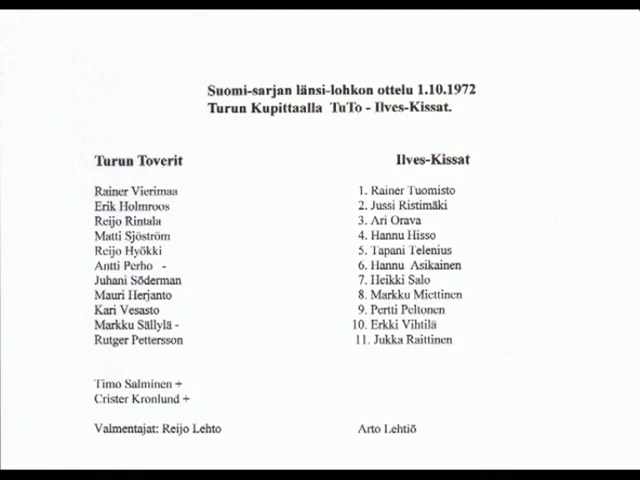 Suomi-sarjan länsi-lohkon ottelu 1.10.1972
Turun Kupittaalla TuTo - Ilves-Kissat.
Turun Toverit
Rainer Vierimaa
Erik Holmroos
Reijo Rintala
Matti Sjöström
Reijo Hyökki
Antti Perho -
Juhani Söderman
Mauri Herjanto
Kari Vesasto
Markku Sällylä -
Rutger Pettersson
Timo Salminen +
Crister Kronlund +
Valmentajat: Reijo Lehto
Ilves-Kissat
1. Rainer Tuomisto
2. Jussi Ristimäki
3. Ari Orava
4. Hannu Hisso
5. Tapani Telenius
6. Hannu Asikainen
7. Heikki Salo
8. Markku Miettinen
9. Pertti Peltonen
10. Erkki Vihtilä
11. Jukka Raittinen
Arto Lehtiö